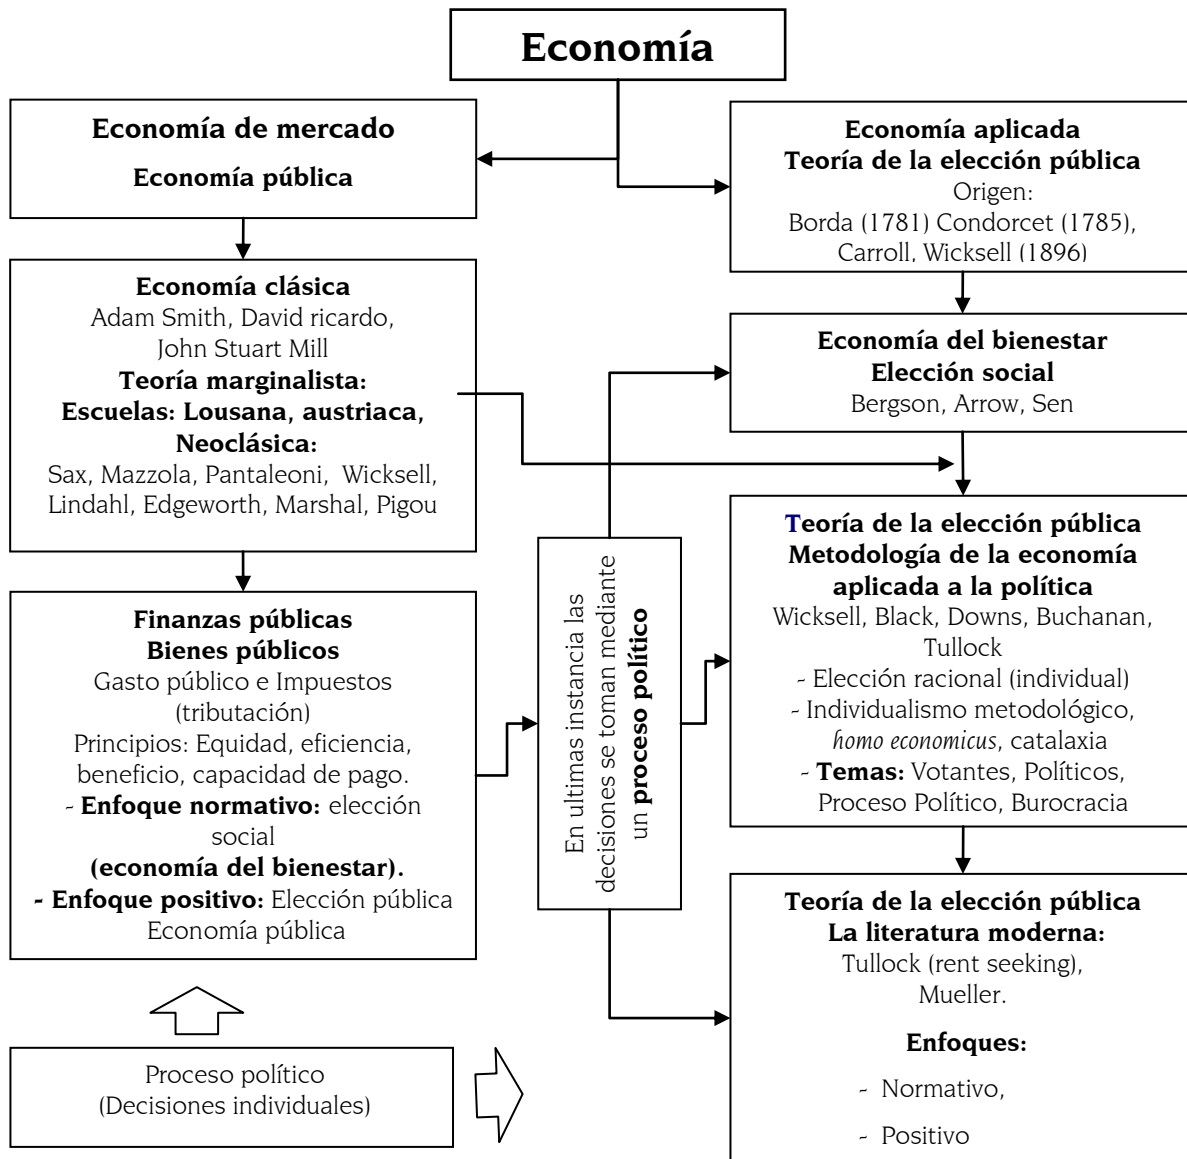 Economía
Economía de mercado
Economía pública
Economía clásica
Adam Smith, David ricardo,
John Stuart Mill
Teoría marginalista:
Escuelas: Lousana, austriaca,
Neoclásica:
Sax, Mazzola, Pantaleoni, Wicksell,
Lindahl, Edgeworth, Marshal, Pigou
Finanzas públicas
Bienes públicos
Gasto público e Impuestos
(tributación)
Principios: Equidad, eficiencia,
beneficio, capacidad de pago.
- Enfoque normativo: elección
social
(economía del bienestar).
- Enfoque positivo: Elección pública
Economía pública
Proceso político
(Decisiones individuales)
En ultimas instancia las
decisiones se toman mediante
un proceso político
Economía aplicada
Teoría de la elección pública
Origen:
Borda (1781) Condorcet (1785),
Carroll, Wicksell (1896)
Economía del bienestar
Elección social
Bergson, Arrow, Sen
Teoría de la elección pública
Metodología de la economía
aplicada a la política
Wicksell, Black, Downs, Buchanan,
Tullock
- Elección racional (individual)
- Individualismo metodológico,
homo economicus, catalaxia
- Temas: Votantes, Políticos,
Proceso Político, Burocracia
Teoría de la elección pública
La literatura moderna:
Tullock (rent seeking),
Mueller.
Enfoques:
- Normativo,
- Positivo